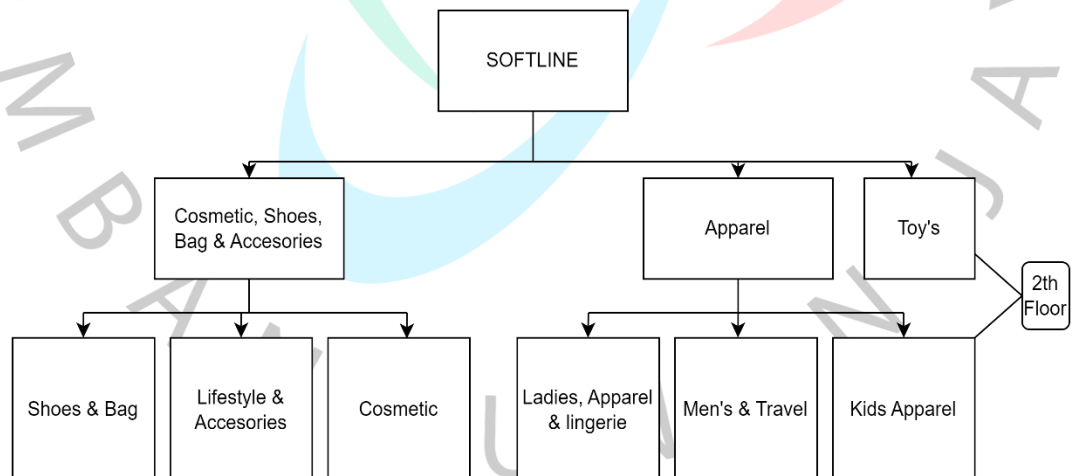 SOFTLINE
Cosmetic, Shoes,
Bag & Accesories
Apparel
Toy's
2th
Floor
Shoes & Bag
Lifestyle &
Accesories
Cosmetic
Ladies, Apparel
& lingerie
Men's & Travel
Kids Apparel